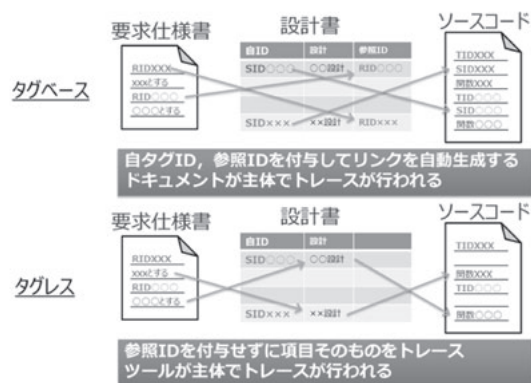 要求仕様書
設計書
ソースコード
タグベース
RIDXXX
xxxとする
RID○○○
○○○とする
自ID 設計 参照ID
SID○○○ ○○設計 RID○○○
SID××× ××設計 RID×××
TIDXXX
SIDXXX
関数XXX
TID○○○
SID○○○
関数○○○
自タグID，参照IDを付与してリンクを自動生成する
ドキュメントが主体でトレースが行われる
要求仕様書
設計書
ソースコード
タグレス
RIDXXX
xxxとする
RID○○○
○○○とする
自ID 設計
SID○○○ ○○設計
SID××× ××設計
TIDXXX
関数XXX
TID○○○
関数○○○
参照IDを付与せずに項目そのものをトレース
ツールが主体でトレースが行われる